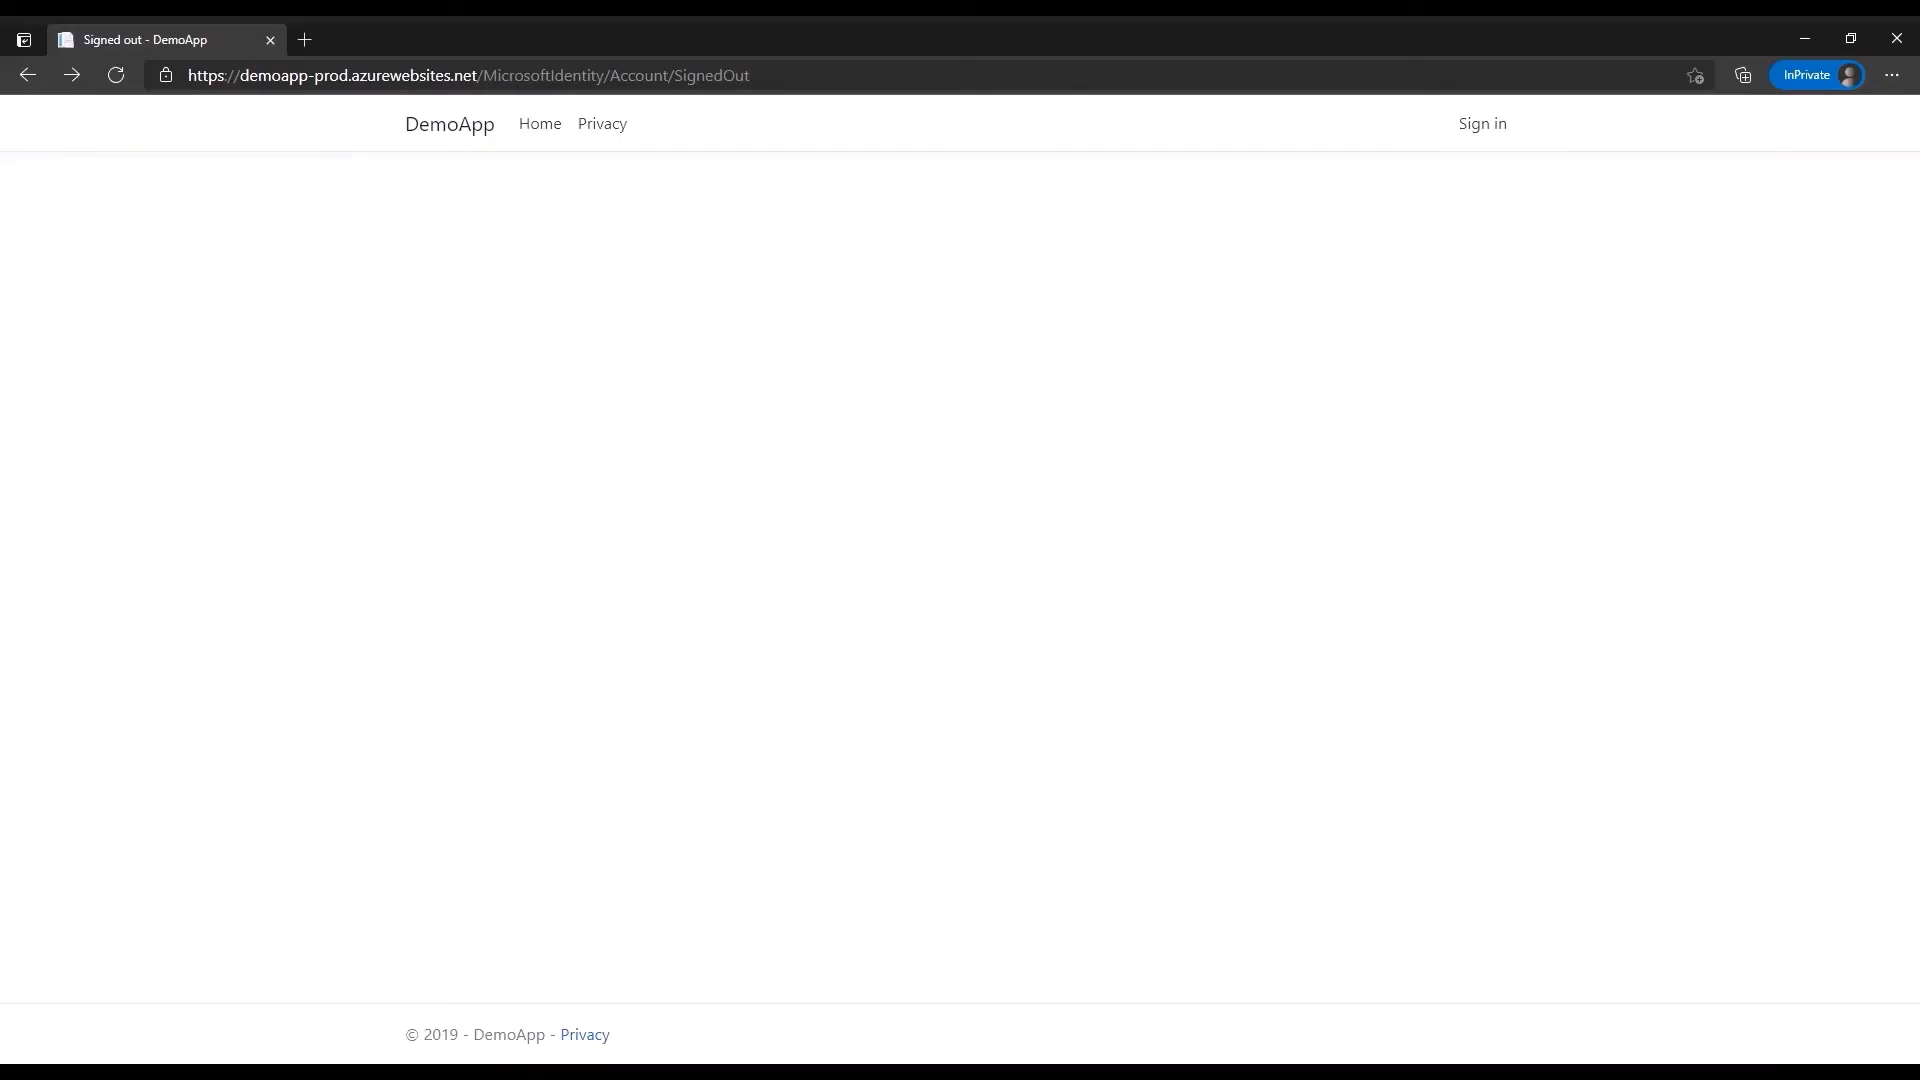 Signed out - DemoApp
https://demoapp-prod.azurewebsites.net/MicrosoftIdentity/Account/SignedOut
InPrivate
DemoApp Home Privacy Sign in
© 2019 - DemoApp - Privacy